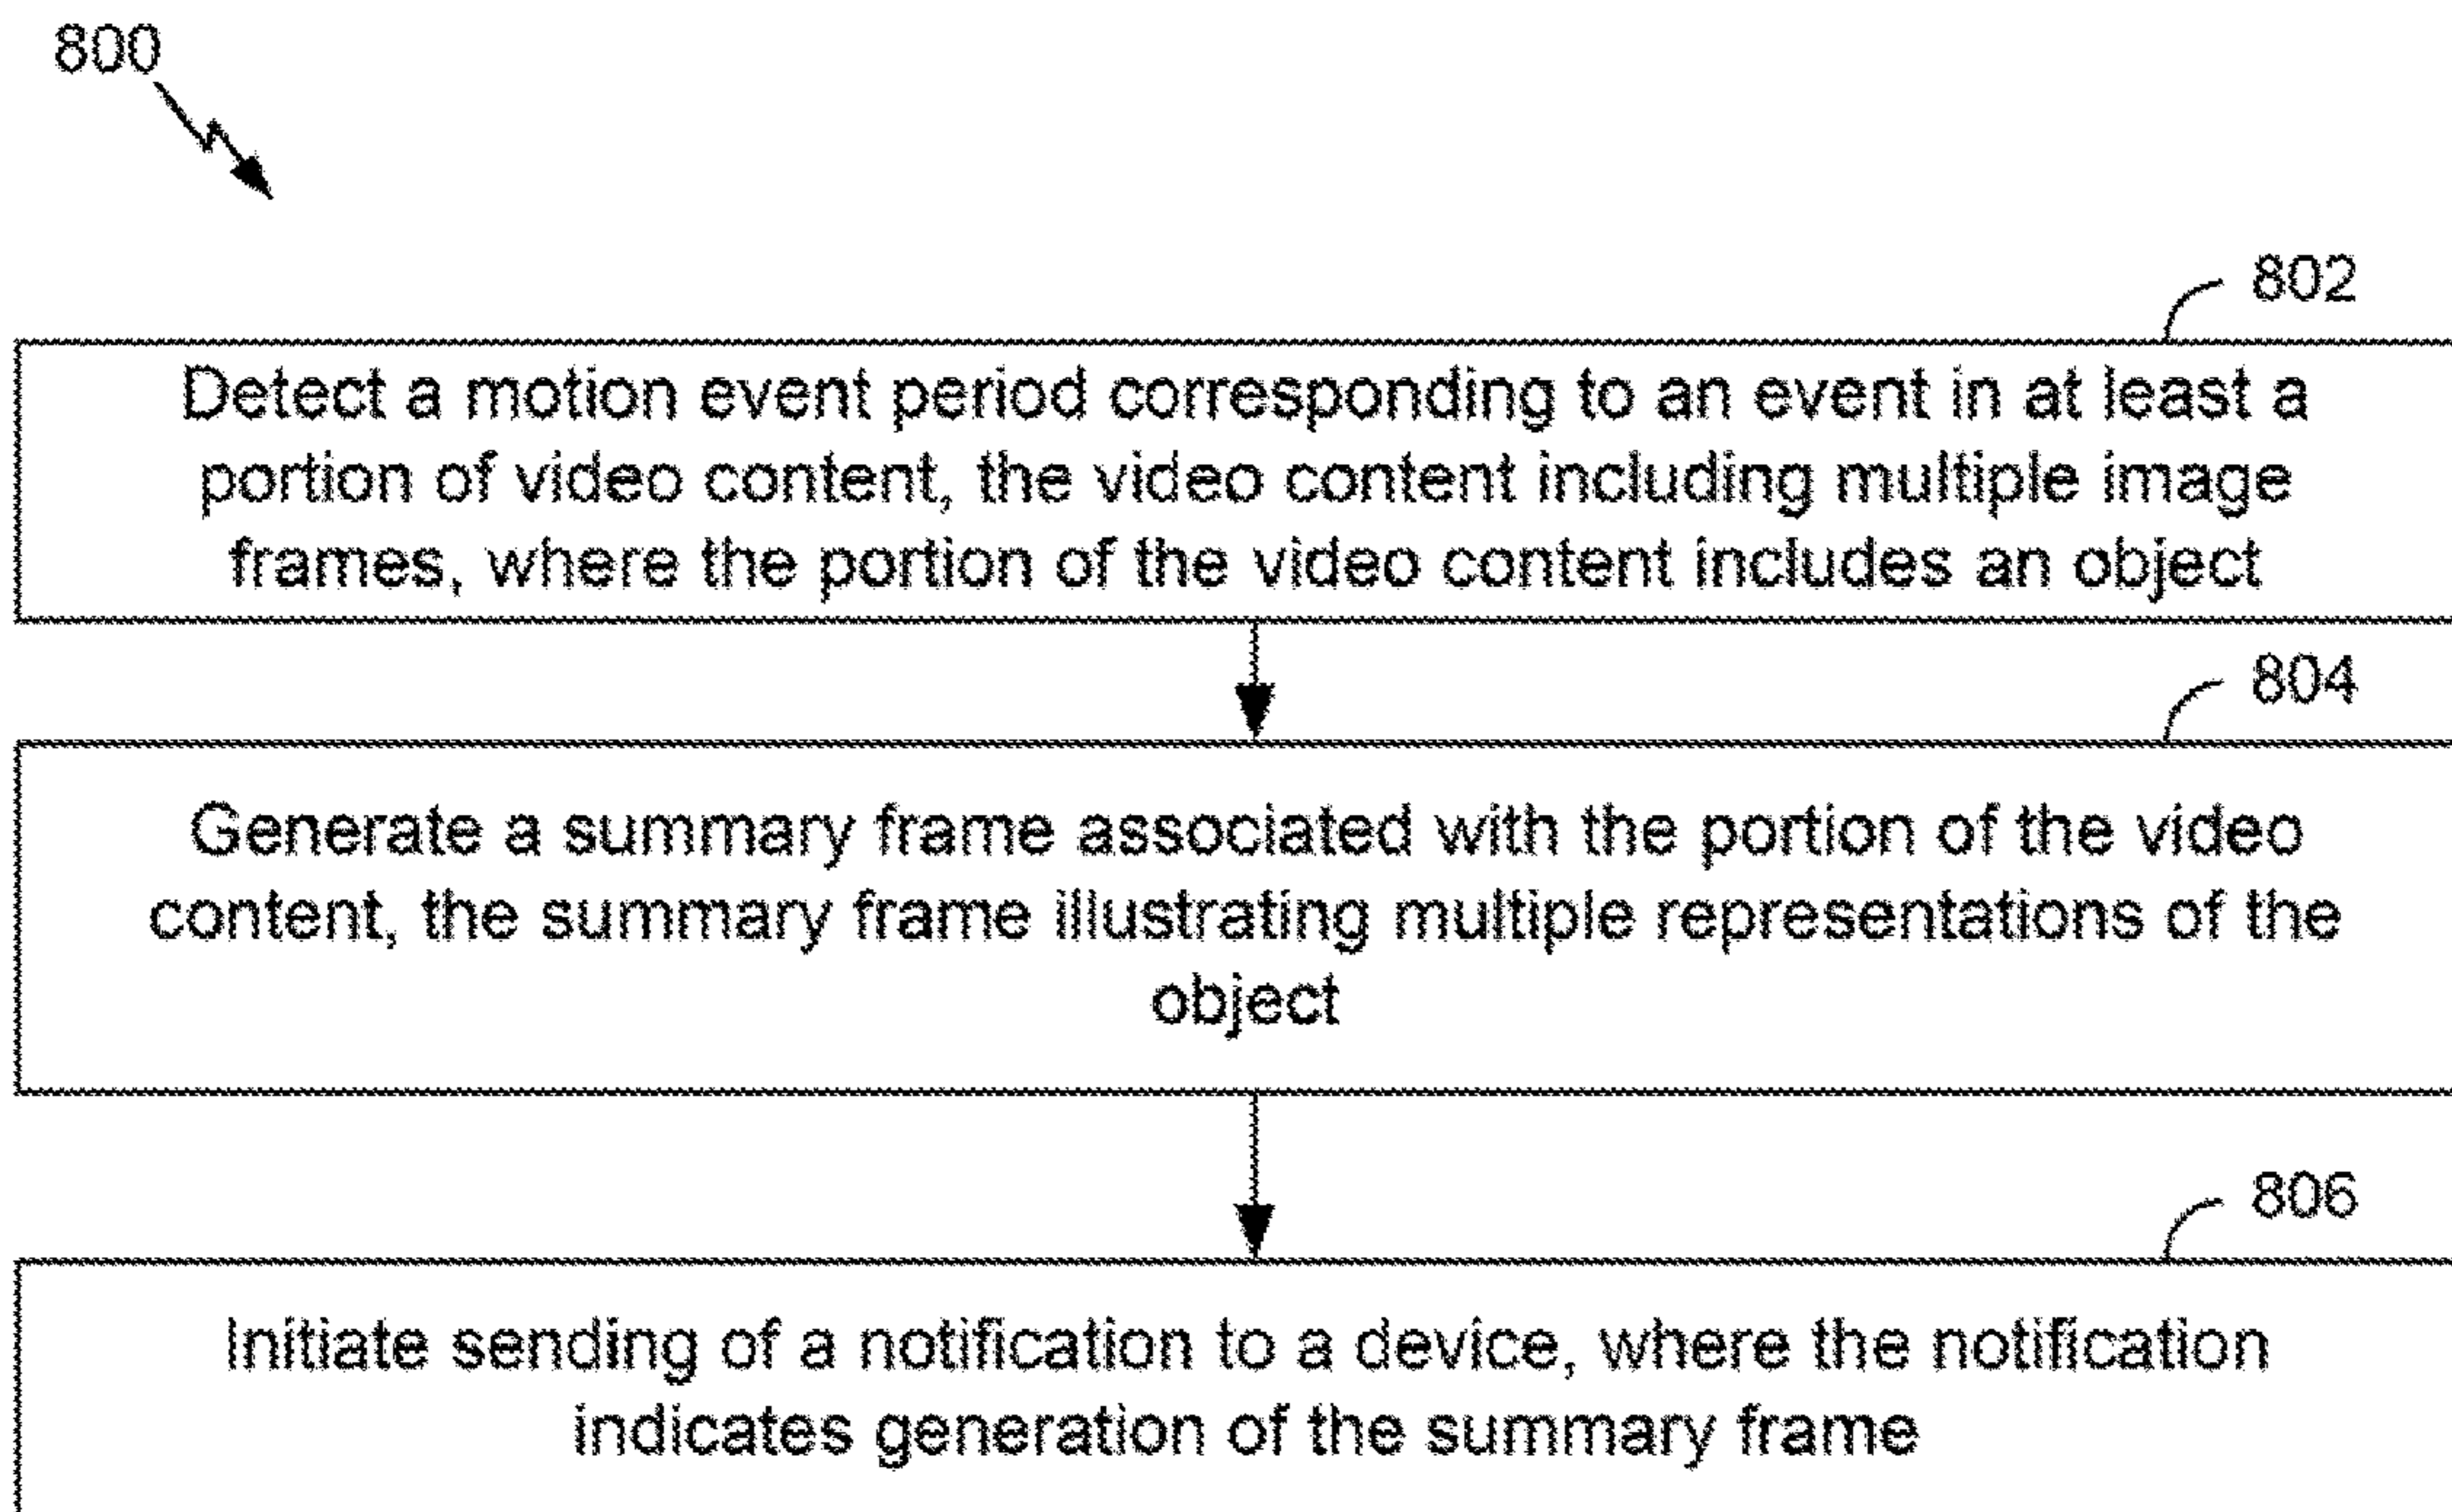 800
802
Detect a motion event period corresponding to an event in at least a
portion of video content, the video content including multiple image
frames, where the portion of the video content includes an object
804
Generate a summary frame associated with the portion of the video
content, the summary frame illustrating multiple representations of the
object
806
Initiate sending of a notification to a device, where the notification
indicates generation of the summary frame